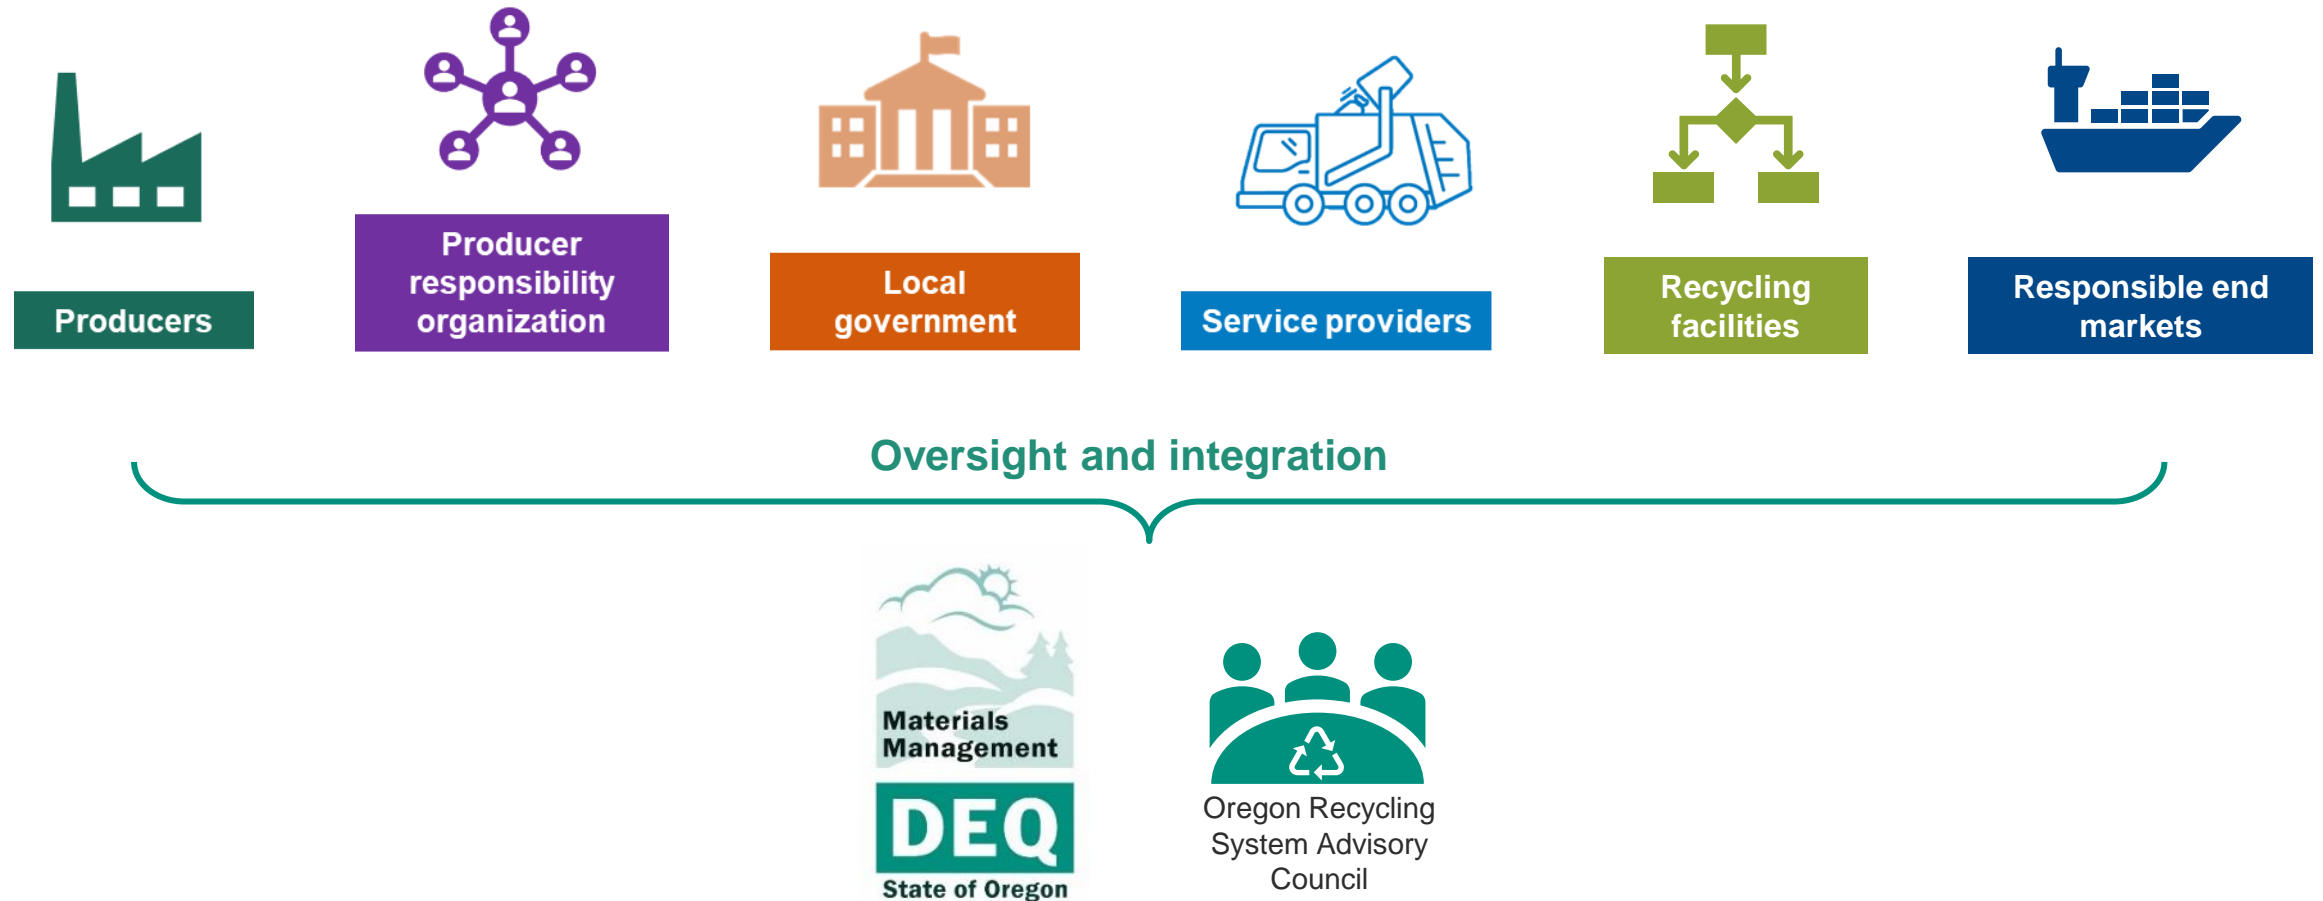 Producers
Producer
responsibility
organization
Local
government
Service providers
Recycling
facilities
Responsible end
markets
Oversight and integration
Materials
Management
DEQ
State of Oregon
Oregon Recycling
System Advisory
Council